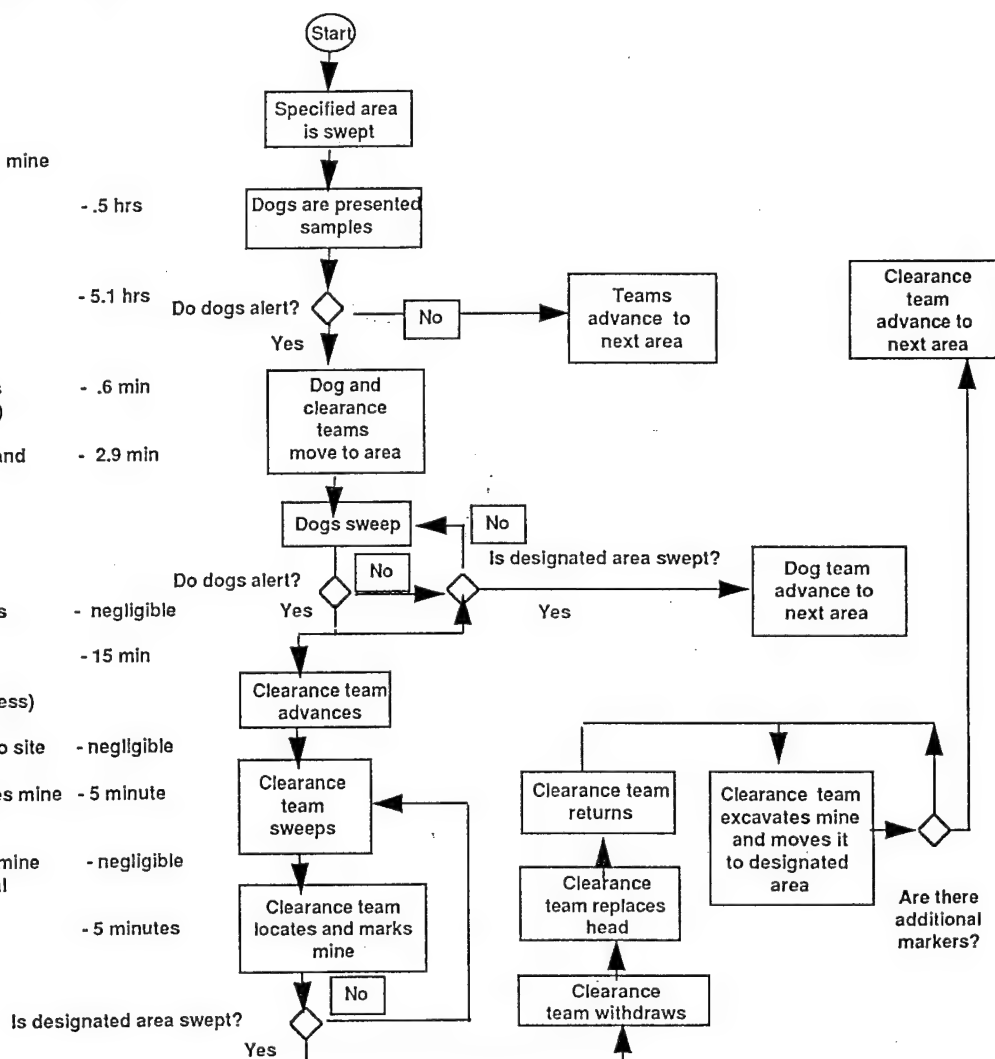 Start
Specified area
is swept
mine
- .5 hrs
Dogs are presented
samples
- 5.1 hrs
Do dogs alert?
No
Yes
Teams
advance to
next area
Clearance
team
advance to
next area
s
)
- .6 min
and
- 2.9 min
Dog and
clearance
teams
move to area
Dogs sweep
No
Is designated area swept?
Do dogs alert?
No
Yes
Yes
Dog team
advance to
next area
s
- negligible
- 15 min
ess)
Clearance team
advances
o site
- negligible
Clearance
team
sweeps
es mine
- 5 minute
mine
- negligible
al
Clearance team
locates and marks
mine
- 5 minutes
No
Is designated area swept?
Yes
Clearance team
returns
Clearance
team replaces
head
Clearance
team withdraws
Clearance team
excavates mine
and moves it
to designated
area
Are there
additional
markers?